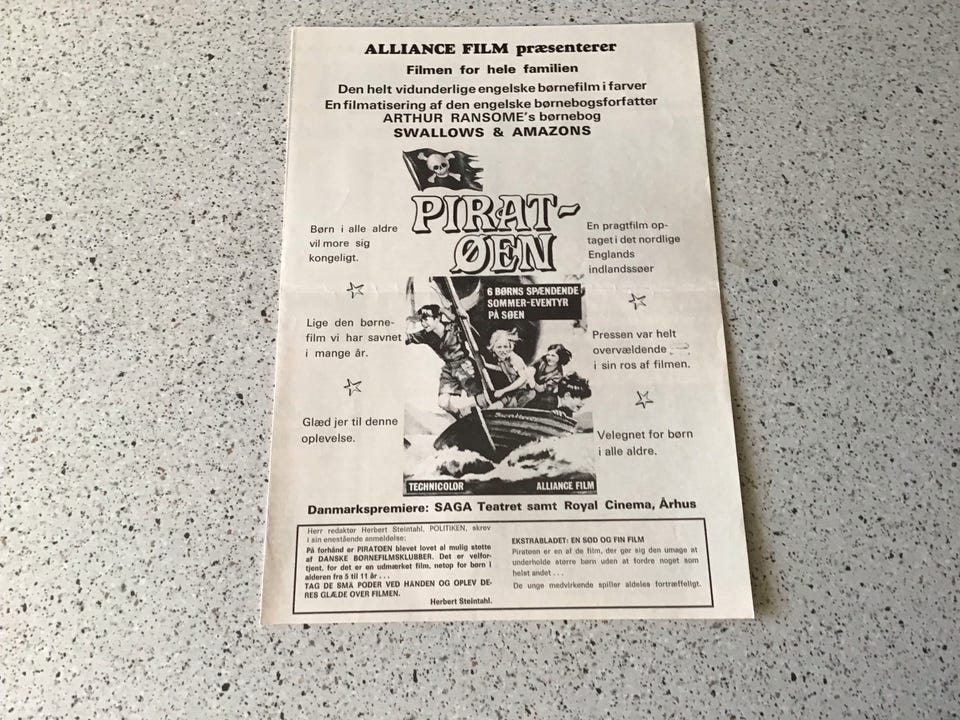 ALLIANCE FILM præsenterer
Filmen for hele familien
Den helt vidunderlige engelske børnefilm i farver
En filmatisering af den engelske børnebogsforfatter
ARTHUR RANSOME's børnebog
SWALLOWS & AMAZONS
PIRAT-
ØEN
Børn i alle aldre
vil more sig
kongeligt.
Lige den børne-
film vi har savnet
i mange år.
Glæd jer til denne
oplevelse.
6 BØRNS SPÆNDENDE
SOMMER-EVENTYR
PÅ SØEN
TECHNICOLOR
ALLIANCE FILM
En pragtfilm op-
taget i det nordlige
Englands
indlandssøer
Pressen var helt
overvældende
i sin ros af filmen.
Velegnet for børn
i alle aldre.
Danmarkspremiere: SAGA Teatret samt Royal Cinema, Århus
Herr redaktør Herbert Steintahl, POLITIKEN, skrev
i sin enestående anmeldelse:
På forhånd er PIRATØEN blevet lovet al mulig støtte
af DANSKE BØRNEFILMSKLUBBER. Det er velfor-
tjent, for det er en udmærket film, netop for børn i
alderen fra 5 til 11 år . . .
TAG DE SMÅ PODER VED HÅNDEN OG OPLEV DE-
RES GLÆDE OVER FILMEN.
Herbert Steintahl.
EKSTRABLADET: EN SØD OG FIN FILM
Piratøen er en af de film, der gør sig den umage at
underholde større børn uden at fordre noget som
helst andet . . .
De unge medvirkende spiller aldeles fortræffeligt.